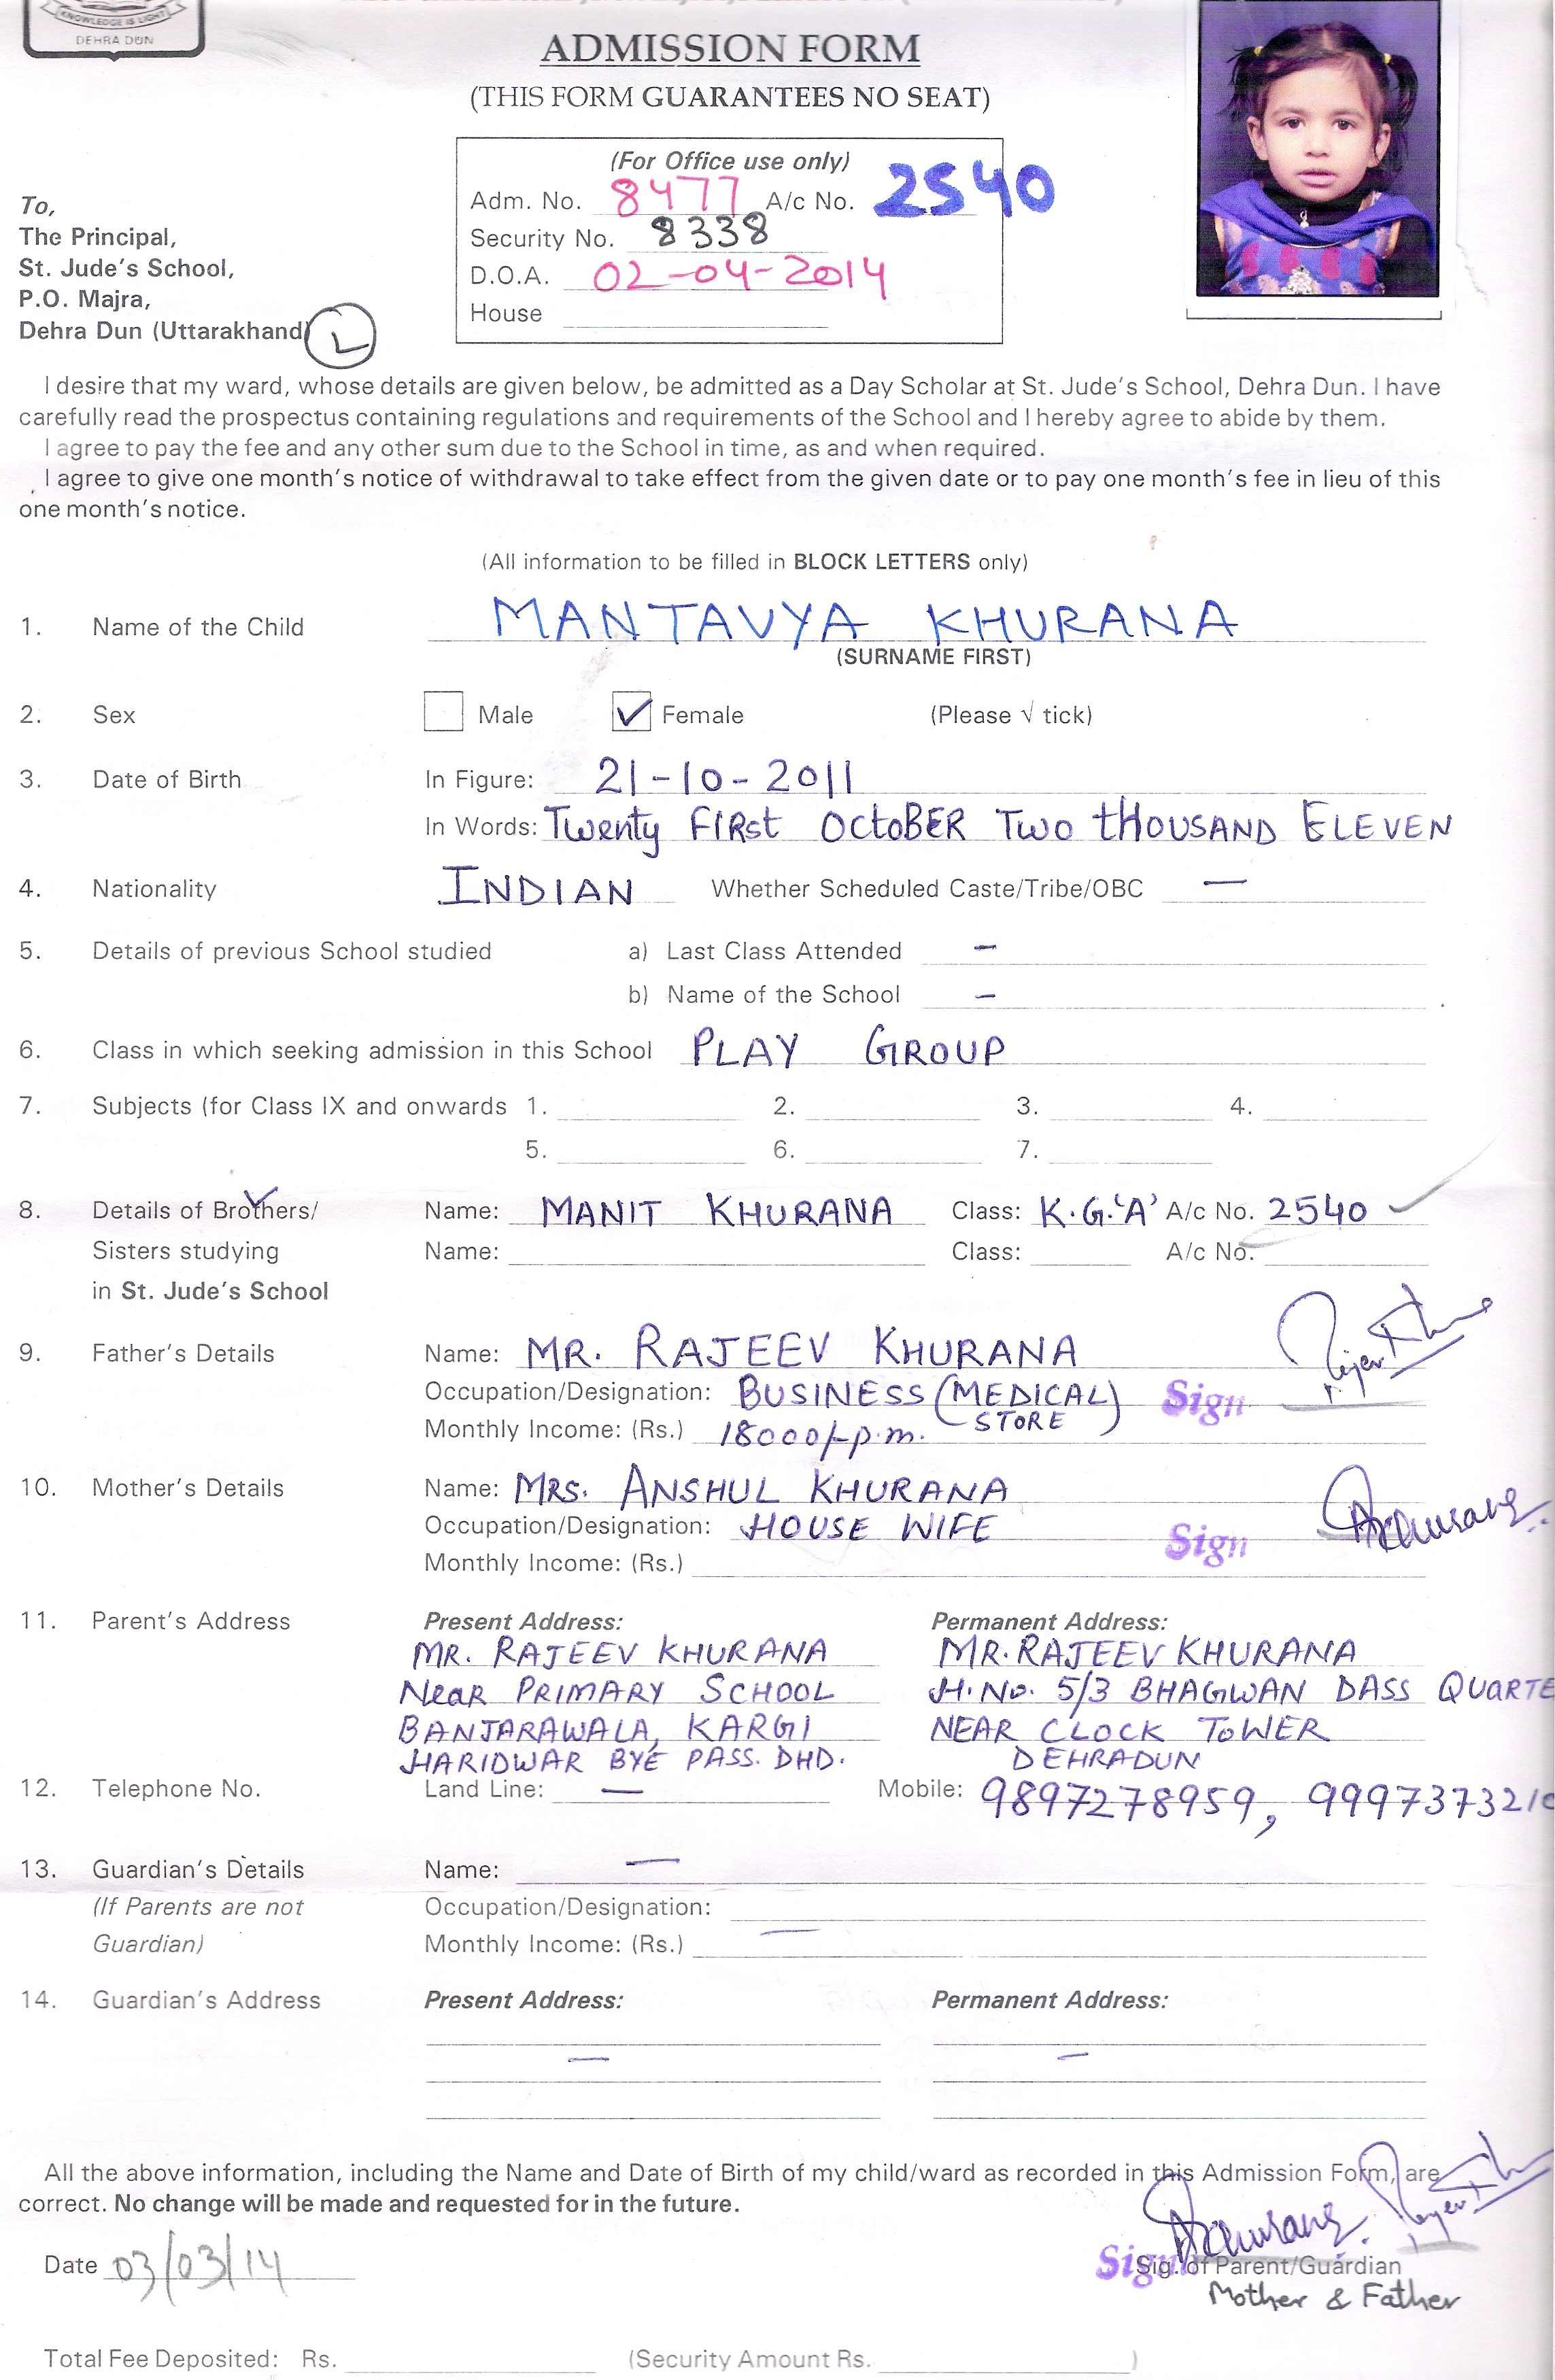 KNOWLEDGE IS LIGHT
DEHRA DUN
ADMISSION FORM
(THIS FORM GUARANTEES NO SEAT)
(For Office use only)
Adm. No. 8477 A/c No. 2540
Security No. 8338
D.O.A. 02-04-2014
House
To,
The Principal,
St. Jude's School,
P.O. Majra,
Dehra Dun (Uttarakhand)
I desire that my ward, whose details are given below, be admitted as a Day Scholar at St. Jude's School, Dehra Dun. I have
carefully read the prospectus containing regulations and requirements of the School and I hereby agree to abide by them.
I agree to pay the fee and any other sum due to the School in time, as and when required.
I agree to give one month's notice of withdrawal to take effect from the given date or to pay one month's fee in lieu of this
one month's notice.
(All information to be filled in BLOCK LETTERS only)
1. Name of the Child MANTAVYA KHURANA
(SURNAME FIRST)
2. Sex Male ✓ Female (Please √ tick)
3. Date of Birth In Figure: 21-10-2011
In Words: Twenty FIRst OCtoBER Two tHOUSAND ELEVEN
4. Nationality INDIAN Whether Scheduled Caste/Tribe/OBC —
5. Details of previous School studied a) Last Class Attended –
b) Name of the School –
6. Class in which seeking admission in this School PLAY GROUP
7. Subjects (for Class IX and onwards 1. 2. 3. 4.
5. 6. 7.
8. Details of Brothers/ Name: MANIT KHURANA Class: K.G.'A' A/c No. 2540
Sisters studying Name: Class: A/c No.
in St. Jude's School
9. Father's Details Name: MR. RAJEEV KHURANA
Occupation/Designation: BUSINESS (MEDICAL STORE) Sign
Monthly Income: (Rs.) 18000/-p.m.
10. Mother's Details Name: MRS. ANSHUL KHURANA
Occupation/Designation: HOUSE WIFE Sign
Monthly Income: (Rs.)
11. Parent's Address Present Address: Permanent Address:
MR. RAJEEV KHURANA MR. RAJEEV KHURANA
NeaR PRIMARY SCHOOL H.No. 5/3 BHAGWAN DASS QUARTE
BANJARAWALA, KARGI NEAR CLOCK ToWER
HARIDWAR BYE PASS. DHD. DEHRADUN
12. Telephone No. Land Line: — Mobile: 9897278959, 999737321
13. Guardian's Details Name: —
(If Parents are not Occupation/Designation:
Guardian) Monthly Income: (Rs.) —
14. Guardian's Address Present Address: Permanent Address:
— –
All the above information, including the Name and Date of Birth of my child/ward as recorded in this Admission Form, are
correct. No change will be made and requested for in the future.
Date 03/03/14
Sign Sig. of Parent/Guardian
Mother & Father
Total Fee Deposited: Rs. (Security Amount Rs. )